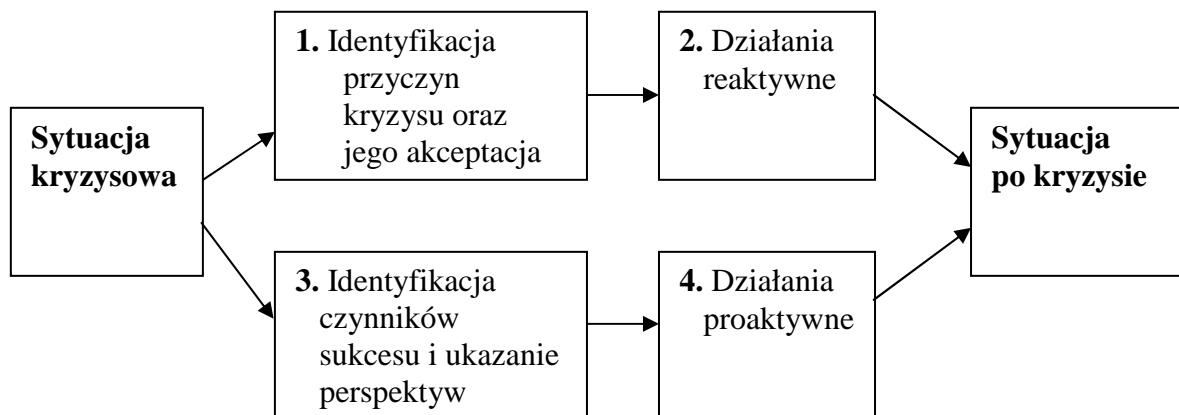 Sytuacja
kryzysowa
1. Identyfikacja
przyczyn
kryzysu oraz
jego akceptacja
2. Działania
reaktywne
3. Identyfikacja
czynników
sukcesu i ukazanie
perspektyw
4. Działania
proaktywne
Sytuacja
po kryzysie